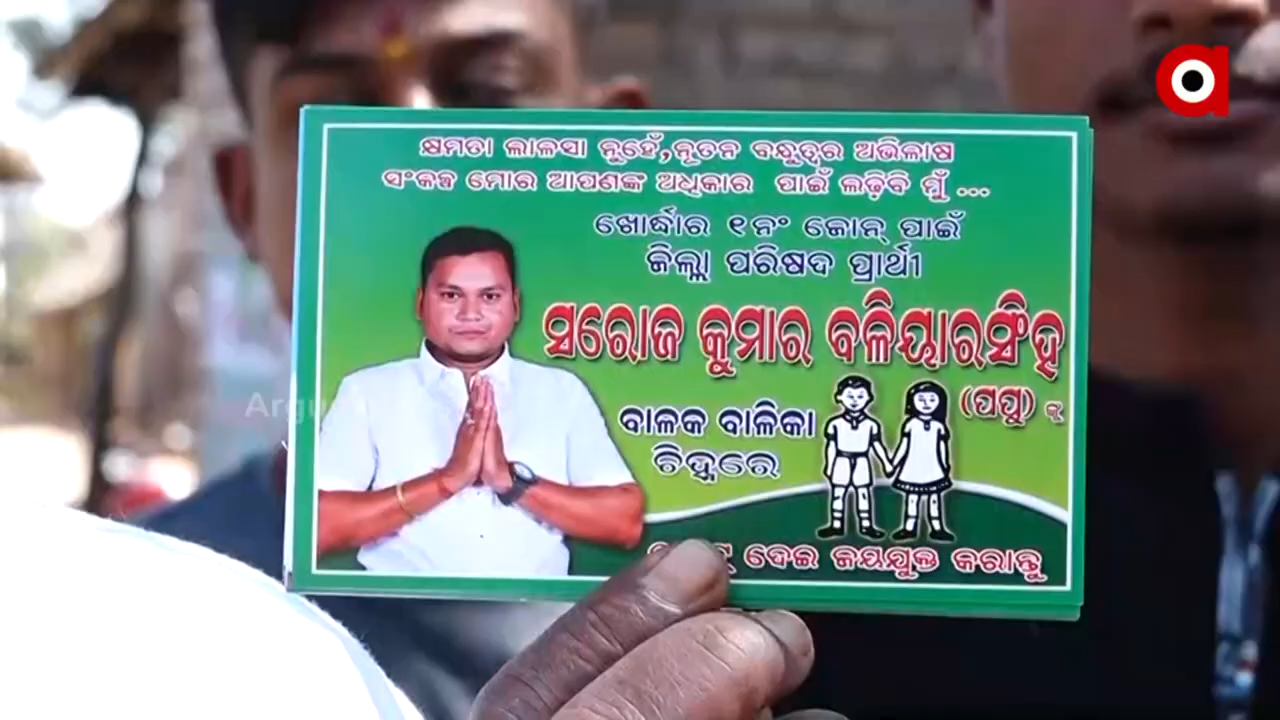 କ୍ଷମତା ଲାଳସା ନୁହେଁ,ନୂତନ ବନ୍ଧୁତ୍ୱର ଅଭିଳାଷ
ସଂକଳ୍ପ ମୋର ଆପଣଙ୍କ ଅଧିକାର ପାଇଁ ଲଢ଼ିବି ମୁଁ ...
ଖୋର୍ଦ୍ଧାର ୧ନଂ ଜୋନ୍ ପାଇଁ
ଜିଲ୍ଲା ପରିଷଦ ପ୍ରାର୍ଥୀ
ସରୋଜ କୁମାର ବଳିୟାରସିଂହ
(ପପୁ) ଙ୍କୁ
ବାଳକ ବାଳିକା
ଚିହ୍ନରେ
ଦେଇ ଜୟଯୁକ୍ତ କରାନ୍ତୁ